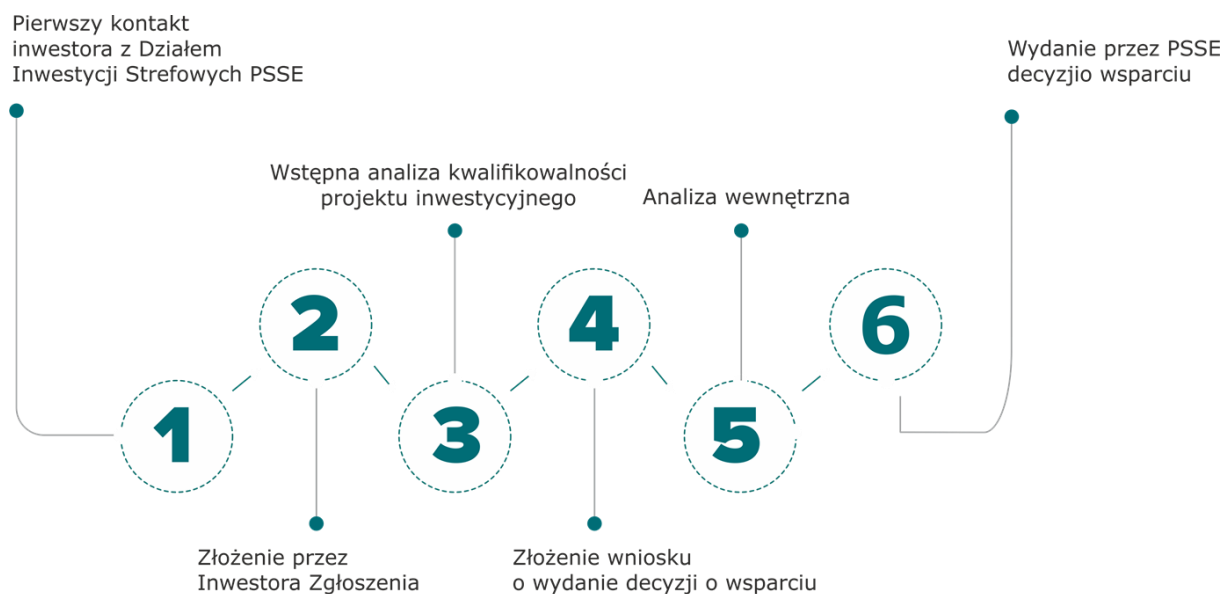 Pierwszy kontakt
inwestora z Działem
Inwestycji Strefowych PSSE
Wydanie przez PSSE
decyzjio wsparciu
Wstępna analiza kwalifikowalności
projektu inwestycyjnego
Analiza wewnętrzna
2
4
6
1
3
5
Złożenie przez
Inwestora Zgłoszenia
Złożenie wniosku
o wydanie decyzji o wsparciu